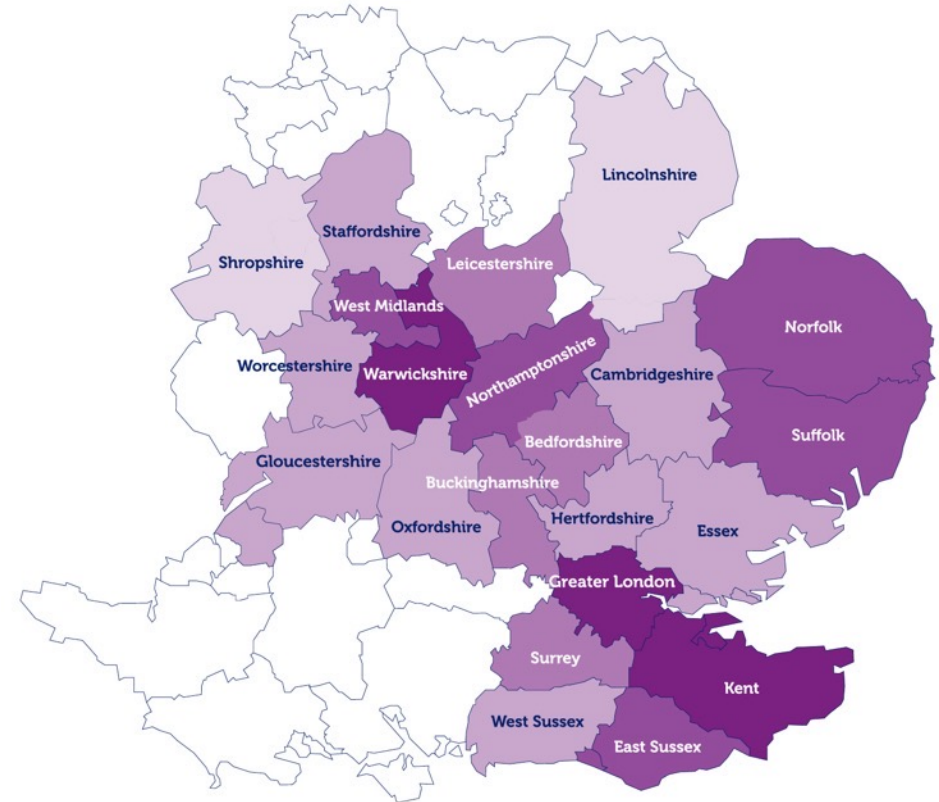 Lincolnshire
Staffordshire
Shropshire
Leicestershire
West Midlands
Norfolk
Northamptonshire
Worcestershire
Warwickshire
Cambridgeshire
Suffolk
Bedfordshire
Gloucestershire
Buckinghamshire
Hertfordshire
Oxfordshire
Essex
Greater London
Surrey
Kent
West Sussex
East Sussex